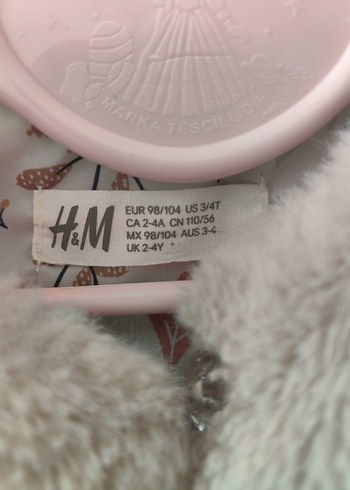 MARKA TESCİLLİDİR
H&M
EUR 98/104 US 3/4T
CA 2-4A CN 110/56
MX 98/104 AUS 3-4
UK 2-4Y